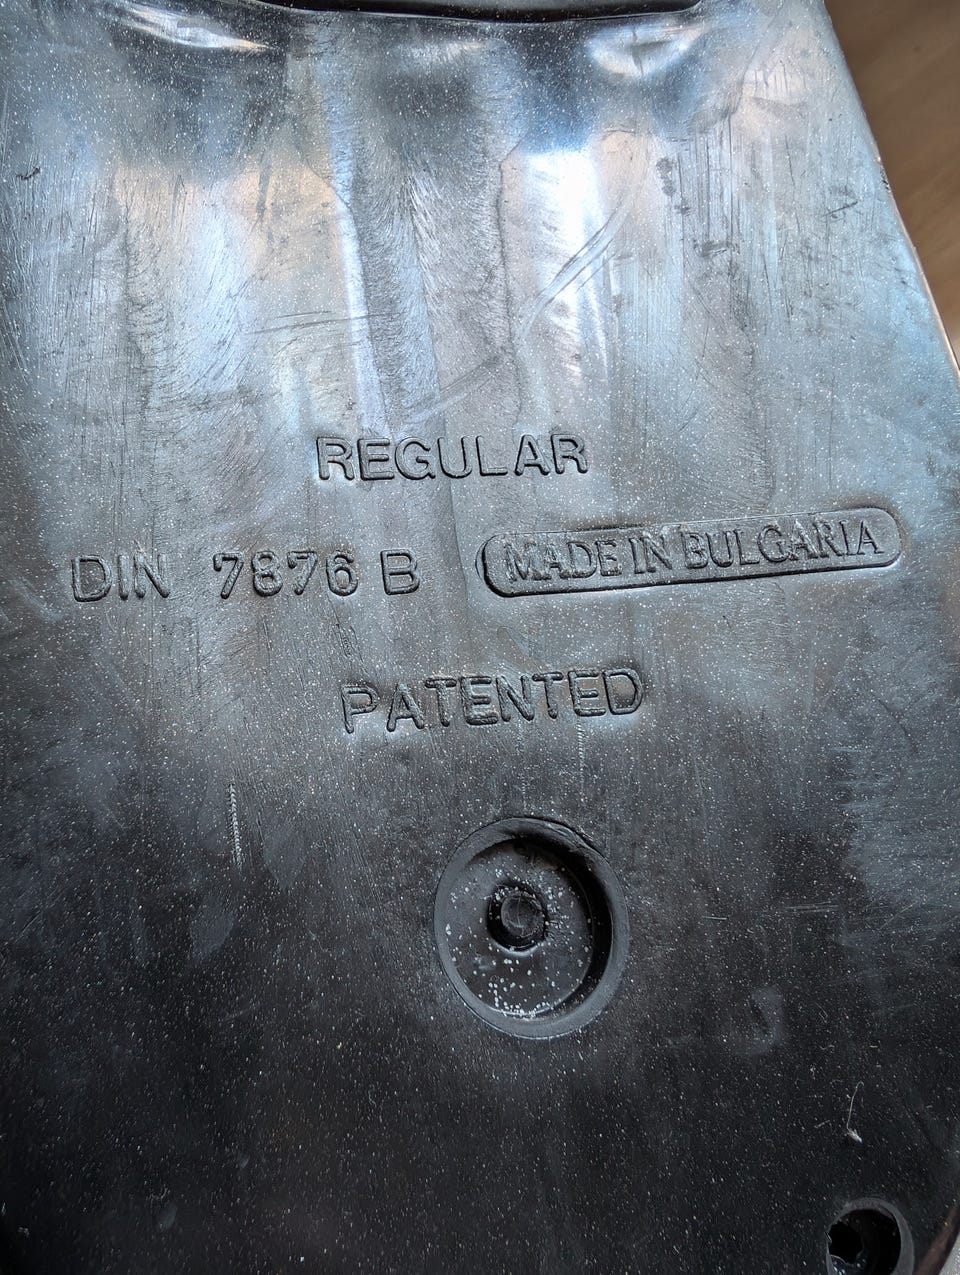 REGULAR
DIN 7876 B MADE IN BULGARIA
PATENTED